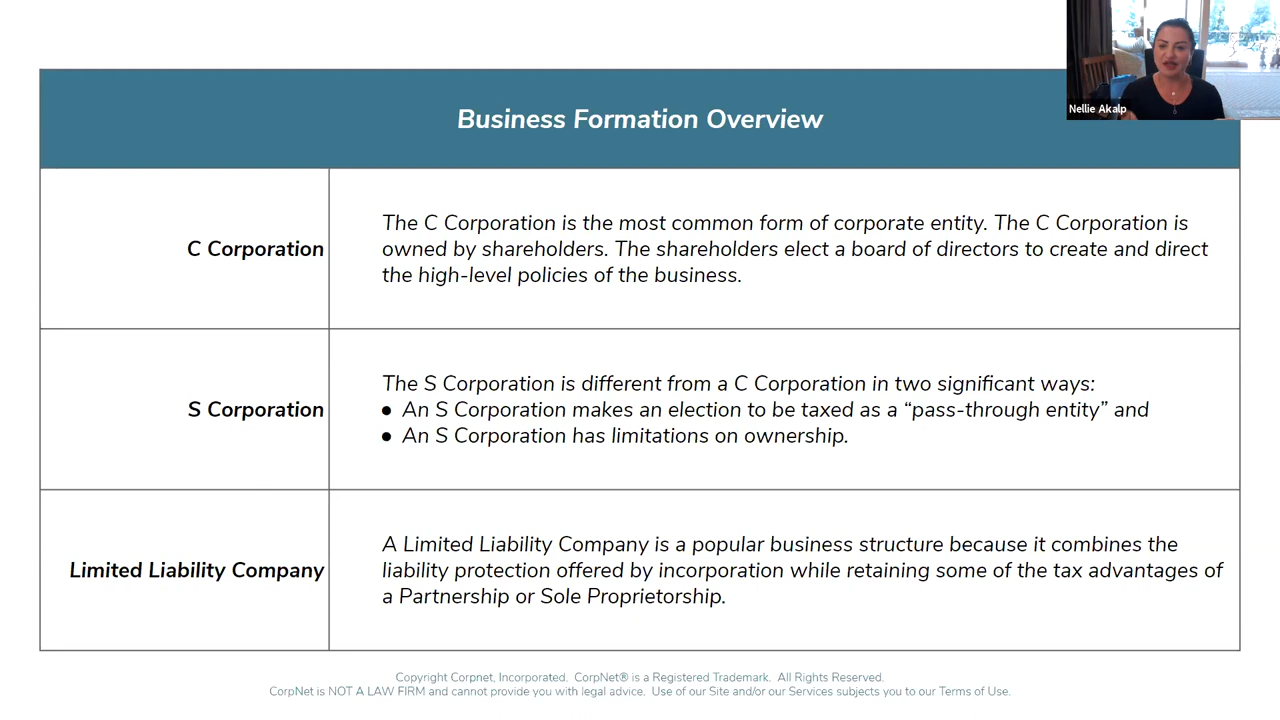 Nellie Akalp
Business Formation Overview
C Corporation
The C Corporation is the most common form of corporate entity. The C Corporation is
owned by shareholders. The shareholders elect a board of directors to create and direct
the high-level policies of the business.
S Corporation
The S Corporation is different from a C Corporation in two significant ways:
● An S Corporation makes an election to be taxed as a “pass-through entity” and
● An S Corporation has limitations on ownership.
Limited Liability Company
A Limited Liability Company is a popular business structure because it combines the
liability protection offered by incorporation while retaining some of the tax advantages of
a Partnership or Sole Proprietorship.
Copyright Corpnet, Incorporated. CorpNet® is a Registered Trademark. All Rights Reserved.
CorpNet is NOT A LAW FIRM and cannot provide you with legal advice. Use of our Site and/or our Services subjects you to our Terms of Use.